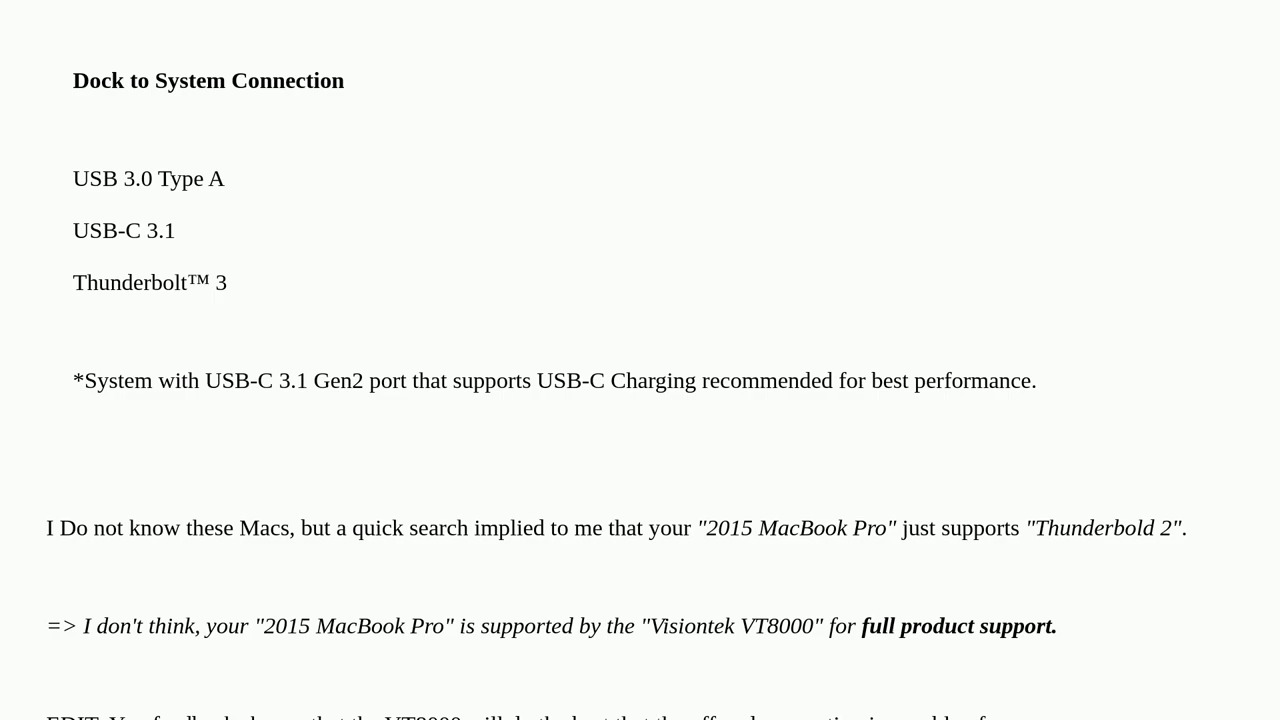 Dock to System Connection
USB 3.0 Type A
USB-C 3.1
Thunderbolt™ 3
*System with USB-C 3.1 Gen2 port that supports USB-C Charging recommended for best performance.
I Do not know these Macs, but a quick search implied to me that your "2015 MacBook Pro" just supports "Thunderbold 2".
=> I don't think, your "2015 MacBook Pro" is supported by the "Visiontek VT8000" for full product support.